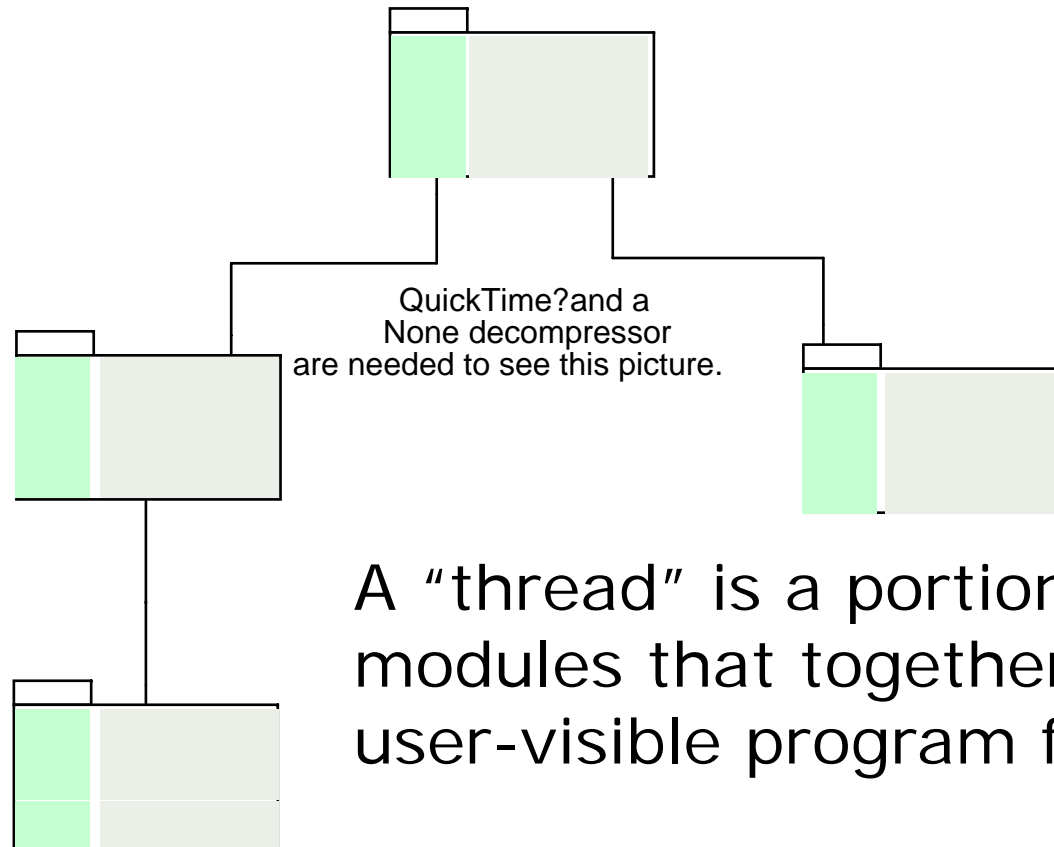 QuickTime?and a
None decompressor
are needed to see this picture.
A “thread” is a portion
modules that together
user-visible program f